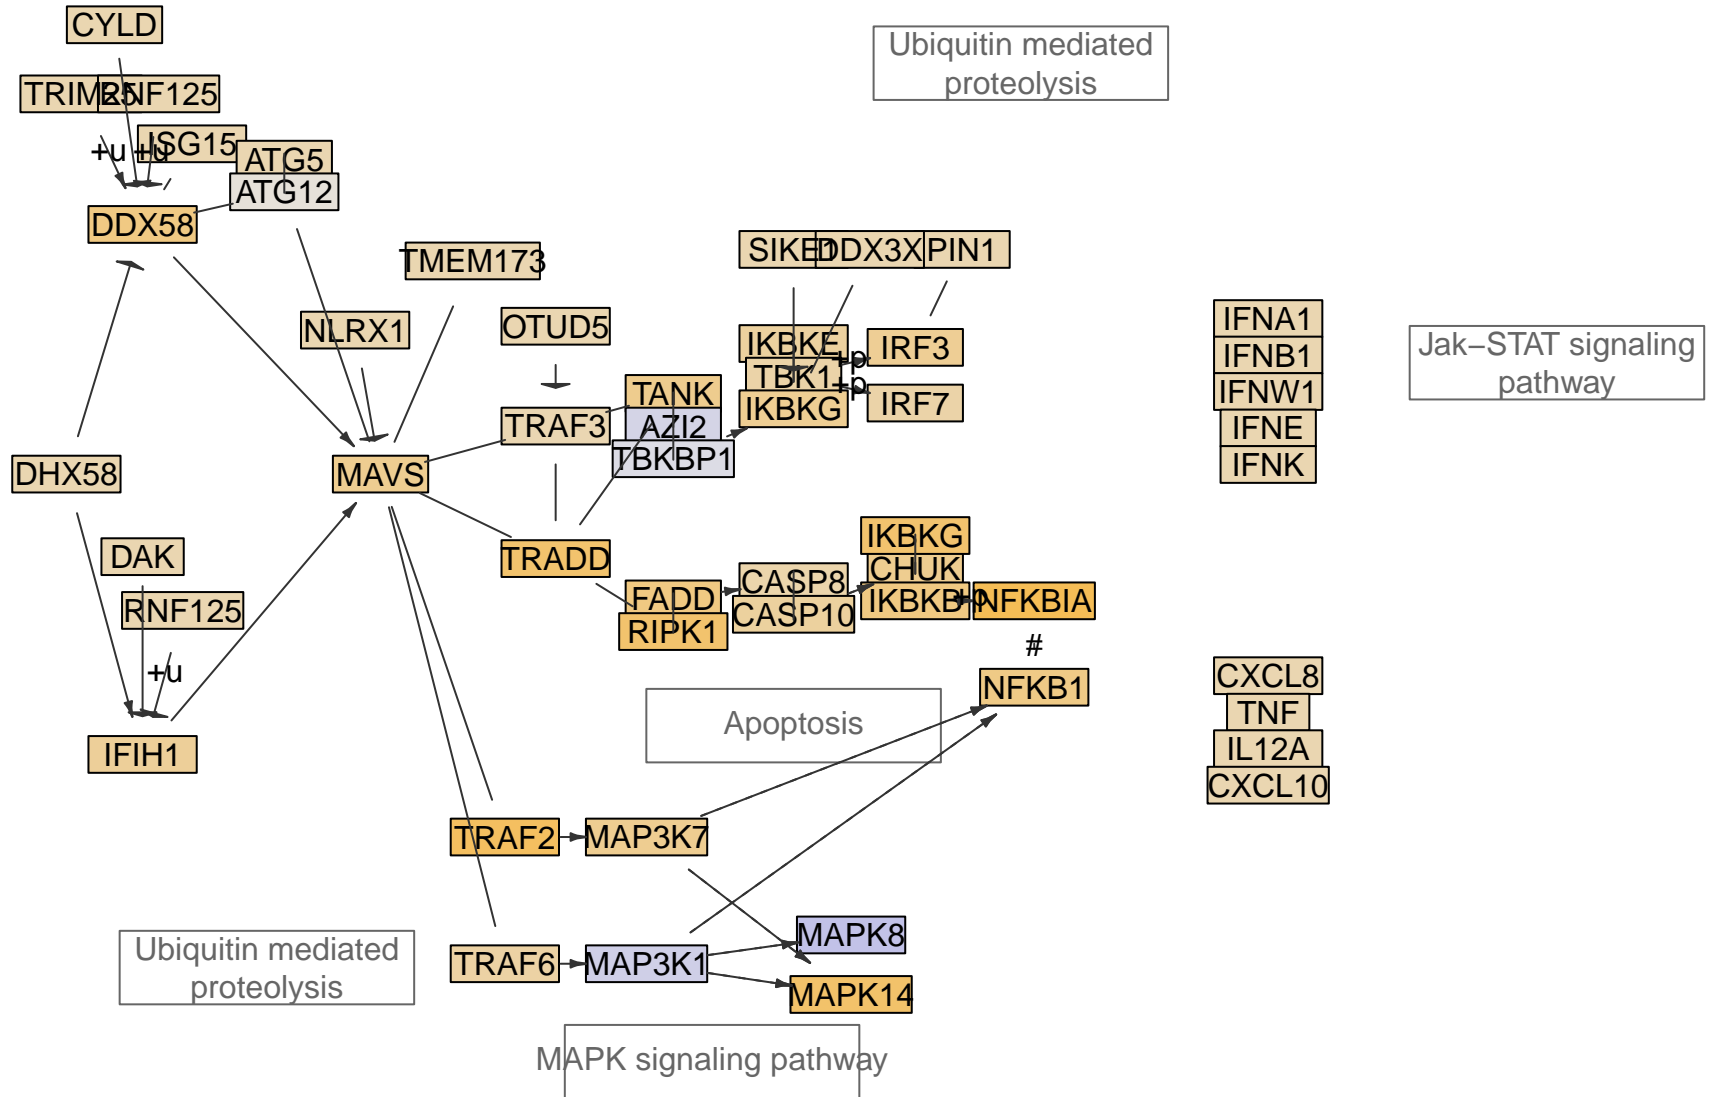 CYLD
Ubiquitin mediated
proteolysis
TRIM25
RNF125
ISG15
+u
+u
ATG5
ATG12
DDX58
TMEM173
SIKE1
DDX3X
PIN1
NLRX1
OTUD5
IKBKE
IRF3
+p
TBK1
+p
IKBKG
IRF7
IFNA1
IFNB1
IFNW1
IFNE
IFNK
Jak−STAT signaling
pathway
TANK
TRAF3
AZI2
TBKBP1
DHX58
MAVS
DAK
TRADD
IKBKG
CHUK
IKBKB
+p
NFKBIA
CASP8
CASP10
FADD
RIPK1
RNF125
#
+u
NFKB1
CXCL8
TNF
IL12A
CXCL10
Apoptosis
IFIH1
TRAF2
MAP3K7
MAPK8
TRAF6
MAP3K1
MAPK14
Ubiquitin mediated
proteolysis
MAPK signaling pathway